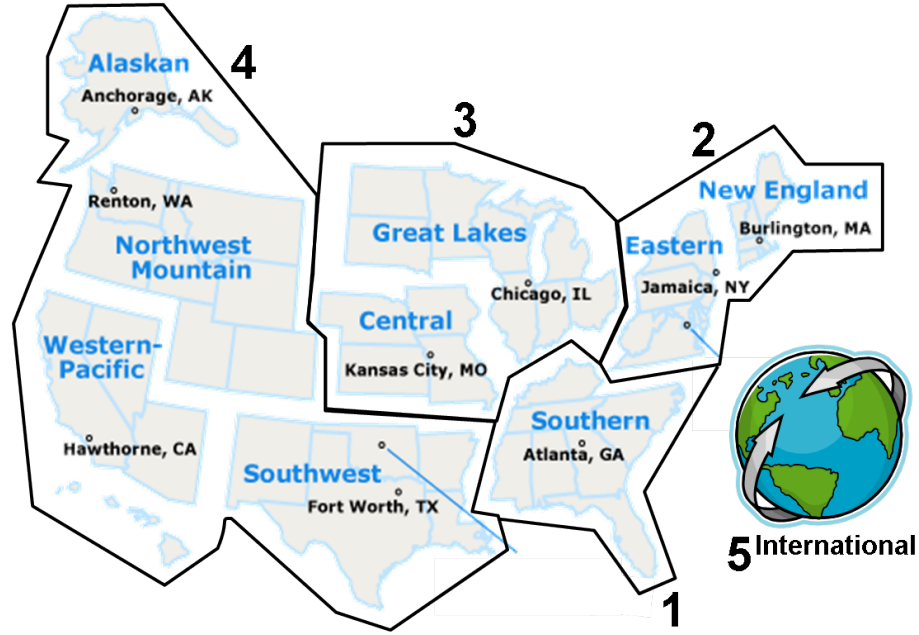 Alaskan
Anchorage, AK
4
3
2
Renton, WA
Northwest
Mountain
Great Lakes
Chicago, IL
New England
Burlington, MA
Eastern
Jamaica, NY
Western-
Pacific
Hawthorne, CA
Central
Kansas City, MO
Southern
Atlanta, GA
Southwest
Fort Worth, TX
1
5 International